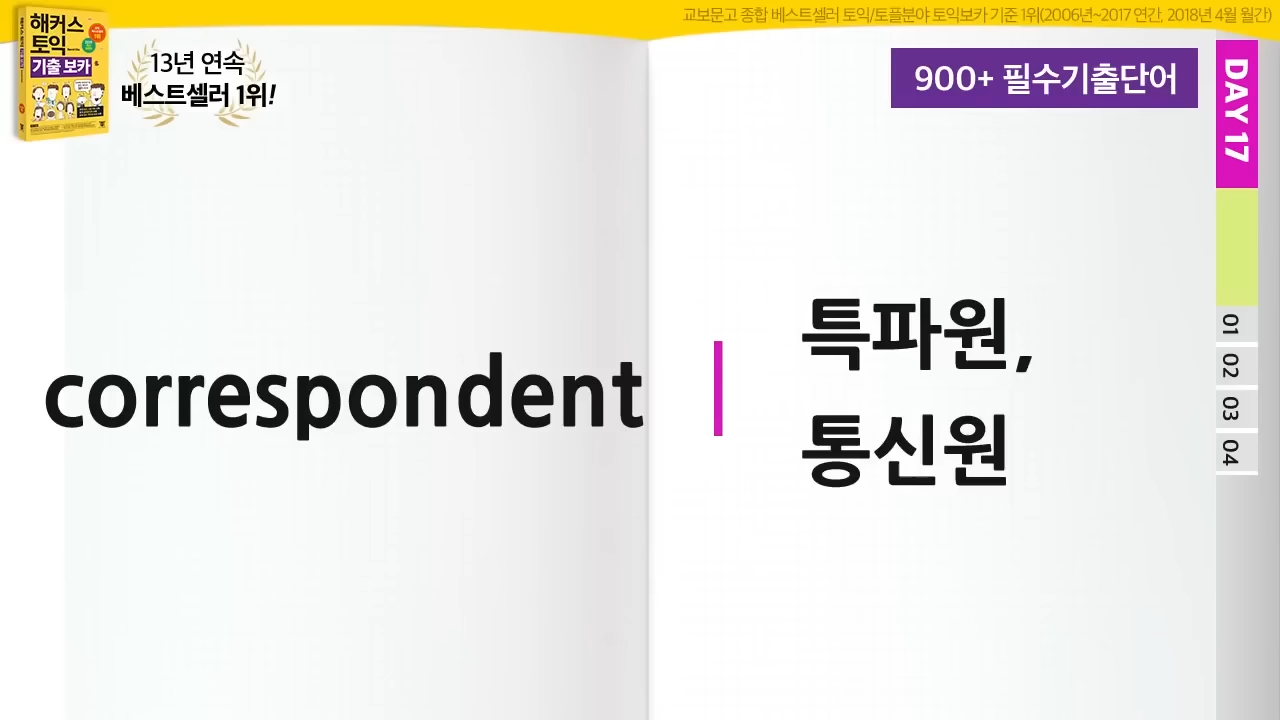 교보문고 종합 베스트셀러 토익/토플분야 토익보카 기준 1위(2006년~2017 연간, 2018년 4월 월간)
해커스
토익
기출 보카
13년 연속
베스트셀러 1위!
900+ 필수기출단어
DAY 17
correspondent
특파원,
통신원
01
02
03
04